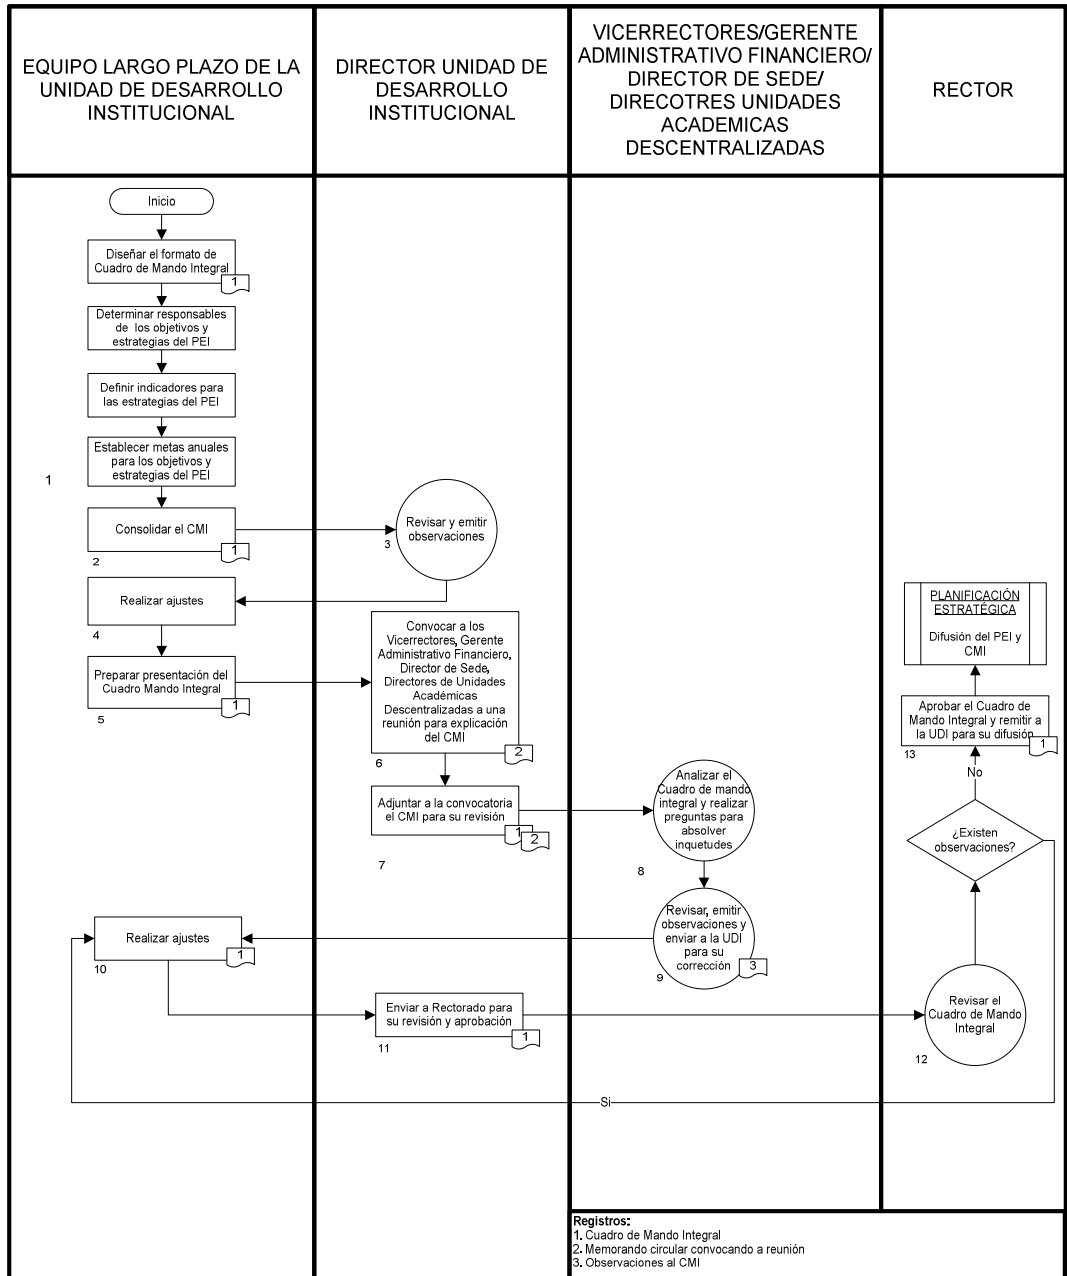 EQUIPO LARGO PLAZO DE LA
UNIDAD DE DESARROLLO
INSTITUCIONAL
DIRECTOR UNIDAD DE
DESARROLLO
INSTITUCIONAL
VICERRECTORES/GERENTE
ADMINISTRATIVO FINANCIERO/
DIRECTOR DE SEDE/
DIRECOTRES UNIDADES
ACADEMICAS
DESCENTRALIZADAS
RECTOR
Inicio
Diseñar el formato de
Cuadro de Mando Integral
1
Determinar responsables
de los objetivos y
estrategias del PEI
Definir indicadores para
las estrategias del PEI
Establecer metas anuales
para los objetivos y
estrategias del PEI
1
Consolidar el CMI
1
2
Revisar y emitir
observaciones
3
Realizar ajustes
4
Preparar presentación del
Cuadro Mando Integral
1
5
Convocar a los
Vicerrectores, Gerente
Administrativo Financiero,
Director de Sede,
Directores de Unidades
Académicas
Descentralizadas a una
reunión para explicación
del CMI
2
6
Adjuntar a la convocatoria
el CMI para su revisión
1
2
7
Analizar el
Cuadro de mando
integral y realizar
preguntas para
absolver
inquetudes
8
Revisar, emitir
observaciones y
enviar a la UDI
para su
corrección
3
9
Realizar ajustes
1
10
Enviar a Rectorado para
su revisión y aprobación
1
11
Revisar el
Cuadro de Mando
Integral
12
¿Existen
observaciones?
No
Si
Aprobar el Cuadro de
Mando Integral y remitir a
la UDI para su difusión
1
13
PLANIFICACIÓN
ESTRATÉGICA
Difusión del PEI y
CMI
Registros:
1. Cuadro de Mando Integral
2. Memorando circular convocando a reunión
3. Observaciones al CMI